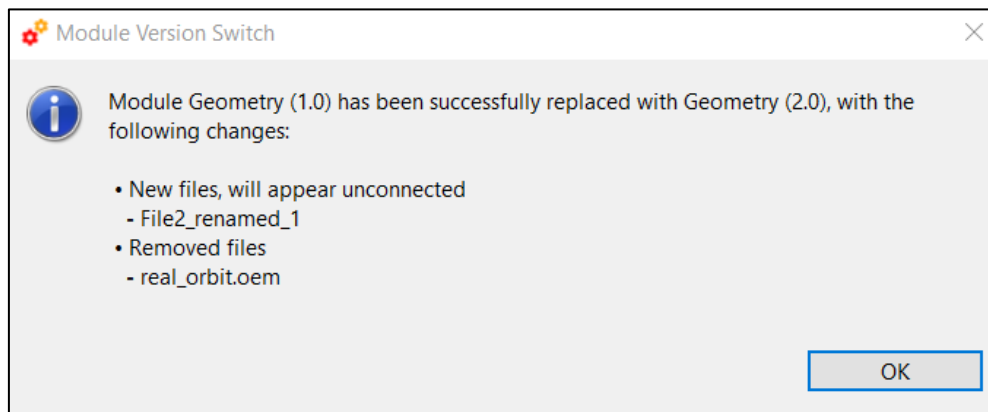 Module Version Switch
Module Geometry (1.0) has been successfully replaced with Geometry (2.0), with the
following changes:
• New files, will appear unconnected
- File2_renamed_1
• Removed files
- real_orbit.oem
OK